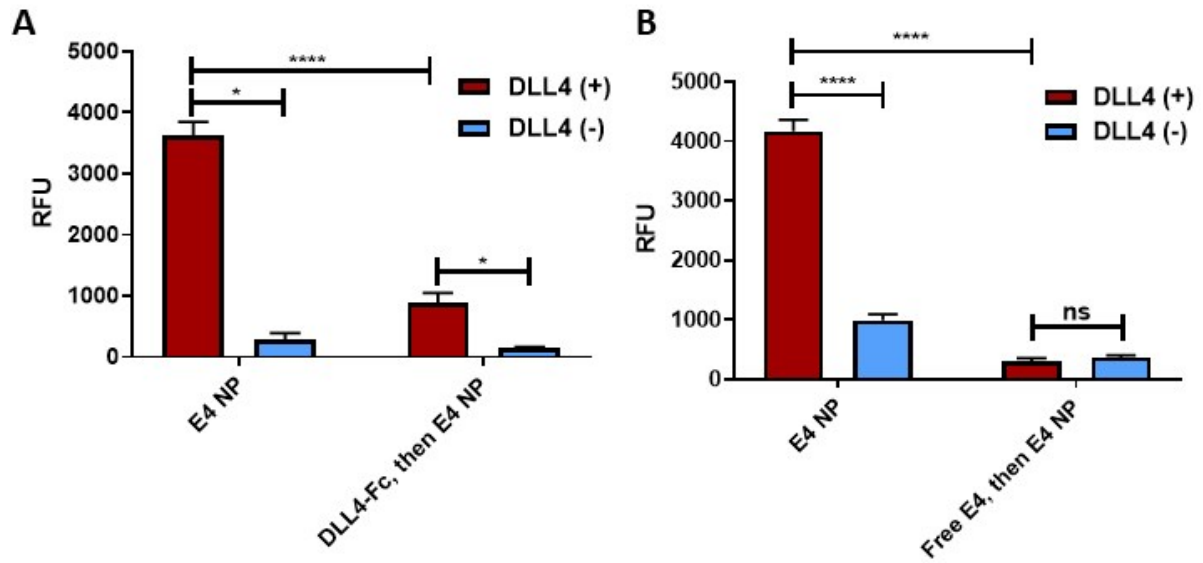 A
5000
4000
3000
2000
1000
0
RFU
****
*
*
DLL4 (+)
DLL4 (-)
E4 NP
DLL4-Fc, then E4 NP
B
5000
4000
3000
2000
1000
0
RFU
****
****
ns
DLL4 (+)
DLL4 (-)
E4 NP
Free E4, then E4 NP